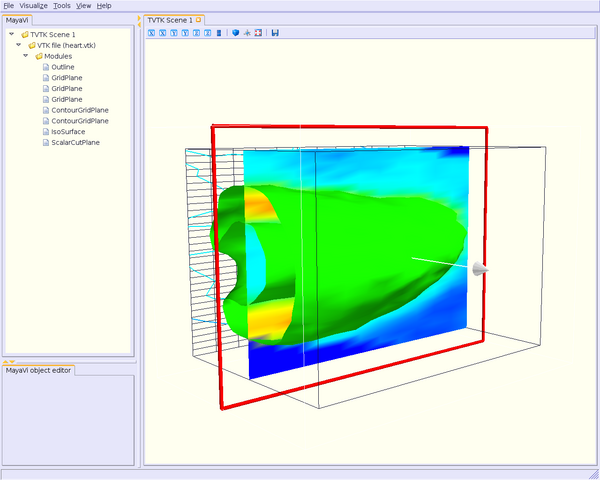 File Visualize Tools View Help
MayaVi
TVTK Scene 1
VTK file (heart.vtk)
Modules
Outline
GridPlane
GridPlane
GridPlane
ContourGridPlane
ContourGridPlane
IsoSurface
ScalarCutPlane
MayaVi object editor
TVTK Scene 1